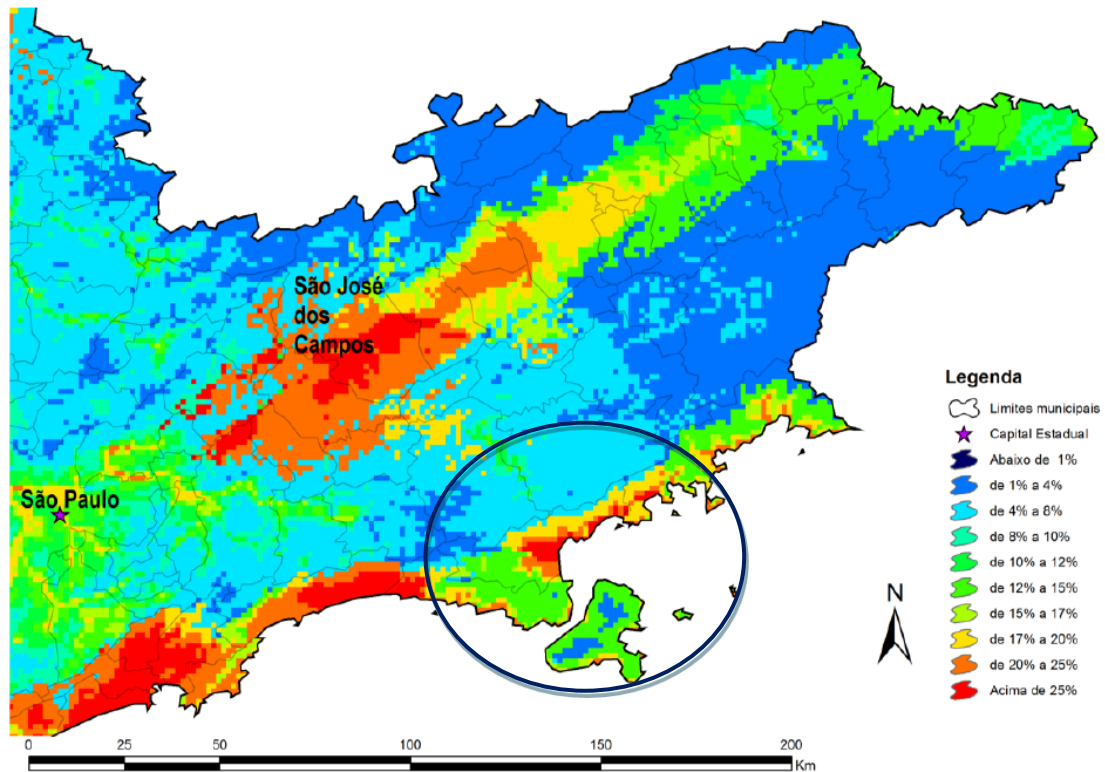 São José
dos
Campos
São Paulo
Legenda
Limites municipais
Capital Estadual
Abaixo de 1%
de 1% a 4%
de 4% a 8%
de 8% a 10%
de 10% a 12%
de 12% a 15%
de 15% a 17%
de 17% a 20%
de 20% a 25%
Acima de 25%
N
0 25 50 100 150 200
Km